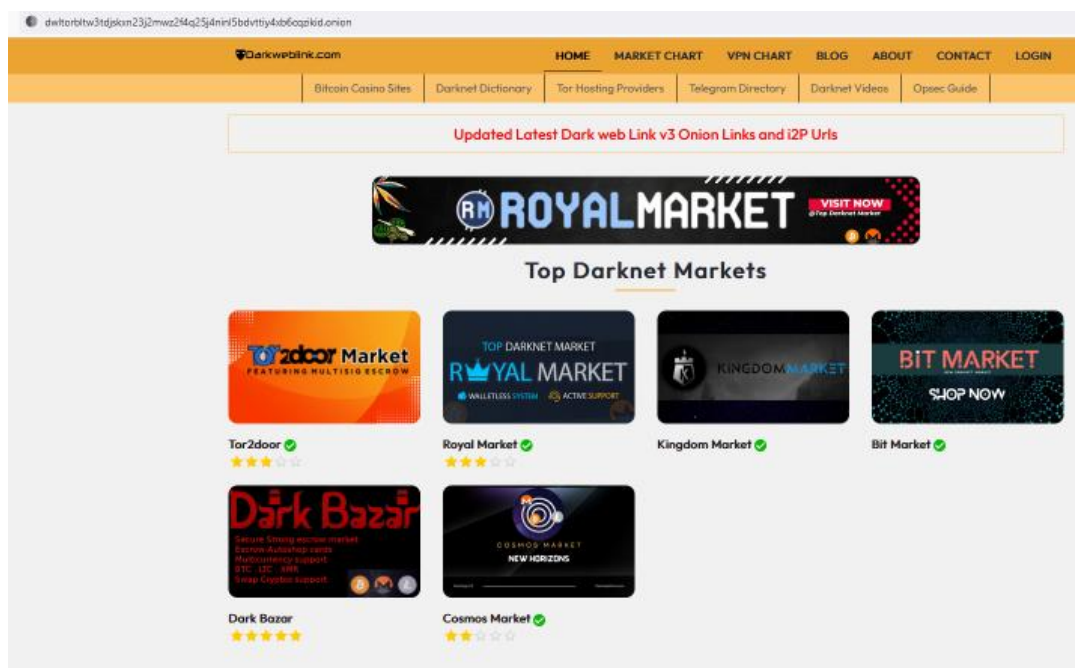 dwltorbltw3tdjskxn23j2mwz2f4q25j4ninl5bdvttiy4xb6cqzikid.onion
Darkweblink.com
HOME MARKET CHART VPN CHART BLOG ABOUT CONTACT LOGIN
Bitcoin Casino Sites Darknet Dictionary Tor Hosting Providers Telegram Directory Darknet Videos Opsec Guide
Updated Latest Dark web Link v3 Onion Links and i2P Urls
RM ROYALMARKET
VISIT NOW
@Top Darknet Market
Top Darknet Markets
Tor2door Market
FEATURING MULTISIG ESCROW
TOP DARKNET MARKET
ROYAL MARKET
WALLETLESS SYSTEM ACTIVE SUPPORT
KINGDOM MARKET
BiT MARKET
SHOP NOW
Tor2door
Royal Market
Kingdom Market
Bit Market
Dark Bazar
Secure Strong escrow market
Escrow Autoshop cards
Multicurrency support
BTC LTC XMR
Swap Cryptos support
COSMOS MARKET
NEW HORIZONS
Dark Bazar
Cosmos Market